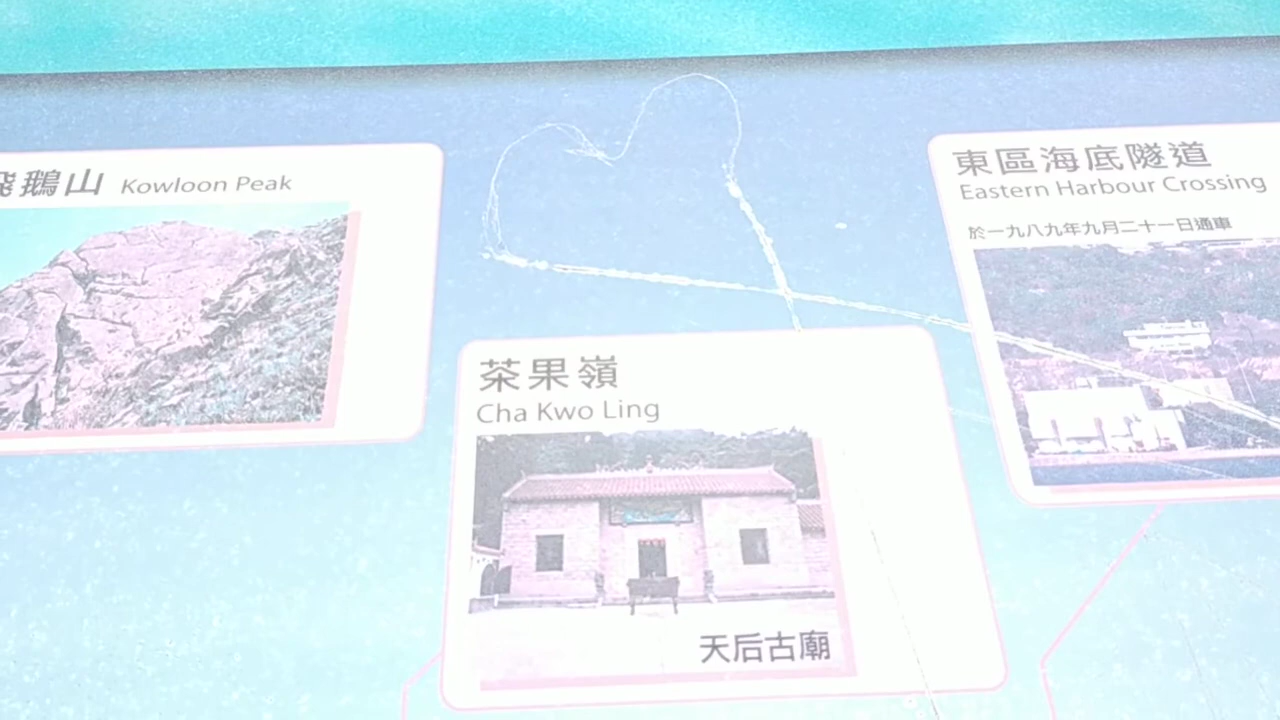 飛鵝山 Kowloon Peak
東區海底隧道
Eastern Harbour Crossing
於一九八九年九月二十一日通車
茶果嶺
Cha Kwo Ling
天后古廟